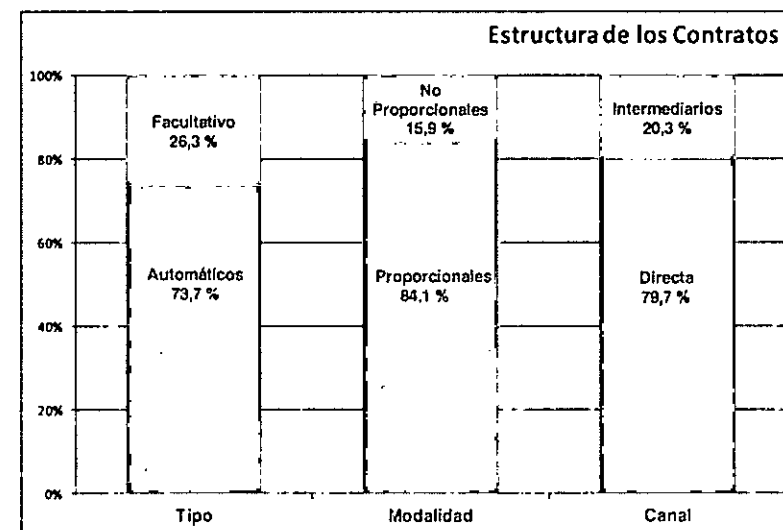 Estructura de los Contratos
100%
80%
60%
40%
20%
0%
Facultativo
26,3 %
Automáticos
73,7 %
No
Proporcionales
15,9 %
Proporcionales
84,1 %
Intermediarios
20,3 %
Directa
79,7 %
Tipo
Modalidad
Canal